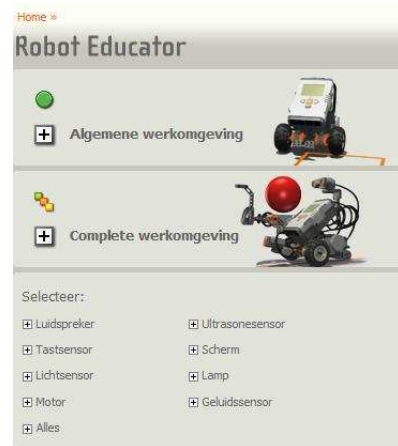 Home »
Robot Educator
Algemene werkomgeving
Complete werkomgeving
Selecteer:
Luidspreker
Ultrasonesensor
Tastsensor
Scherm
Lichtsensor
Lamp
Motor
Geluidssensor
Alles